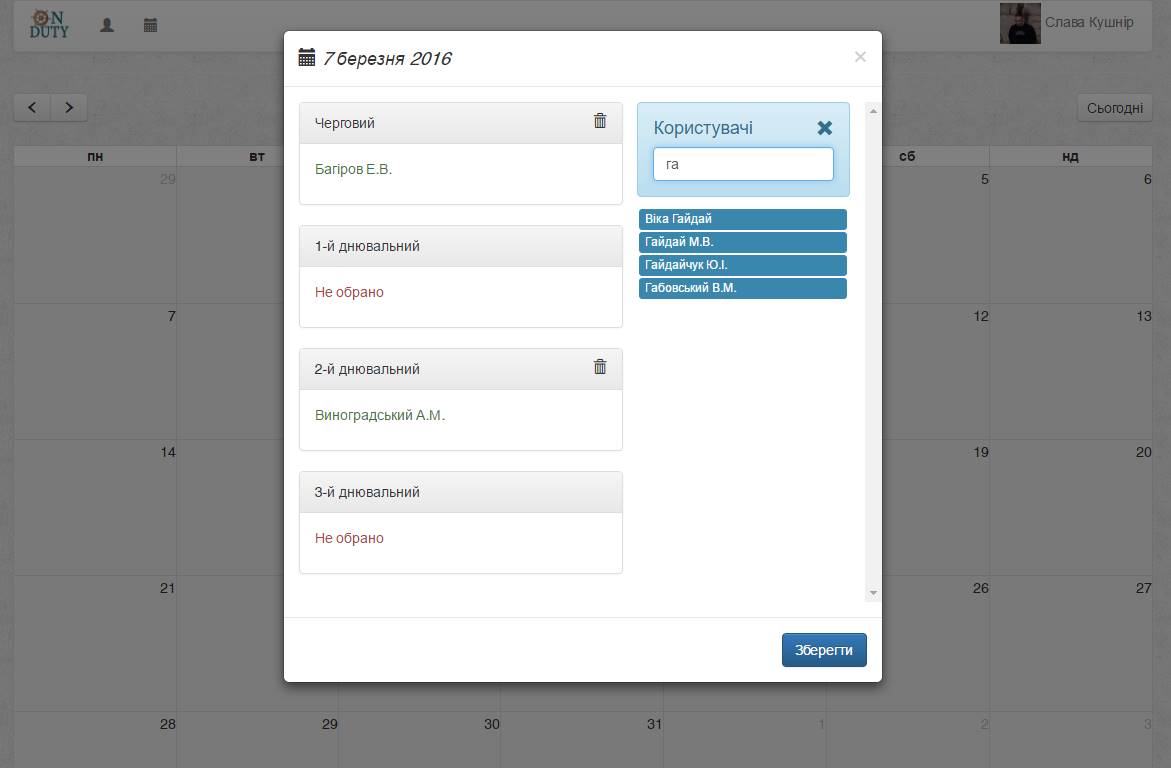 ON
DUTY
Слава Кушнір
7 березня 2016
×
Сьогодні
Черговий
Багіров Е.В.
1-й днювальний
Не обрано
2-й днювальний
Виноградський А.М.
3-й днювальний
Не обрано
Користувачі
га
Віка Гайдай
Гайдай М.В.
Гайдайчук Ю.І.
Габовський В.М.
Зберегти
пн вт сб нд
29 5 6
7 12 13
14 19 20
21 26 27
28 29 30 31 1 2 3